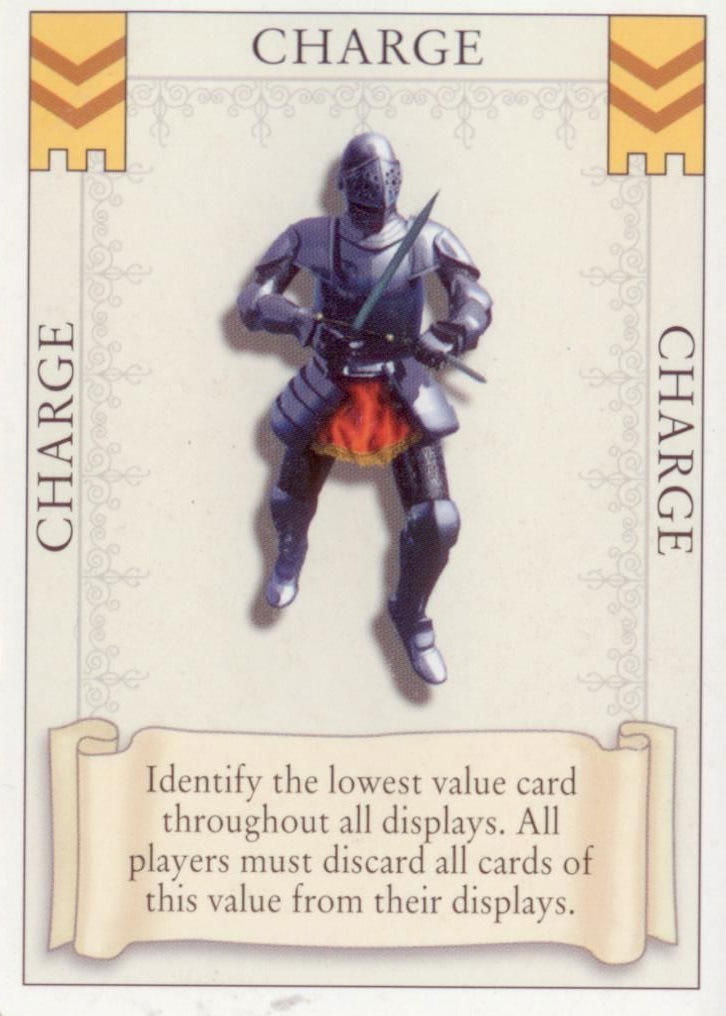 CHARGE
CHARGE
CHARGE
Identify the lowest value card
throughout all displays. All
players must discard all cards of
this value from their displays.